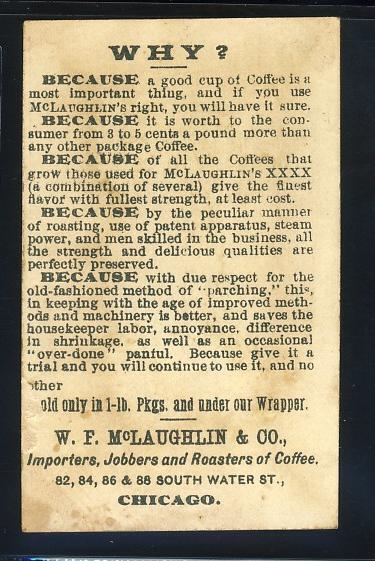 WHY?
BECAUSE a good cup of Coffee is a
most important thing, and if you use
McLAUGHLIN'S right, you will have it sure.
BECAUSE it is worth to the con-
sumer from 3 to 5 cents a pound more than
any other package Coffee.
BECAUSE of all the Coffees that
grow those used for McLAUGHLIN'S XXXX
(a combination of several) give the finest
flavor with fullest strength, at least cost.
BECAUSE by the peculiar manner
of roasting, use of patent apparatus, steam
power, and men skilled in the business, all
the strength and delicious qualities are
perfectly preserved.
BECAUSE with due respect for the
old-fashioned method of "parching," this,
in keeping with the age of improved meth-
ods and machinery is better, and saves the
housekeeper labor, annoyance, difference
in shrinkage, as well as an occasional
"over-done" panful. Because give it a
trial and you will continue to use it, and no
other
old only in 1-lb. Pkgs. and under our Wrapper.
W. F. McLAUGHLIN & CO.,
Importers, Jobbers and Roasters of Coffee.
82, 84, 86 & 88 SOUTH WATER ST.,
CHICAGO.